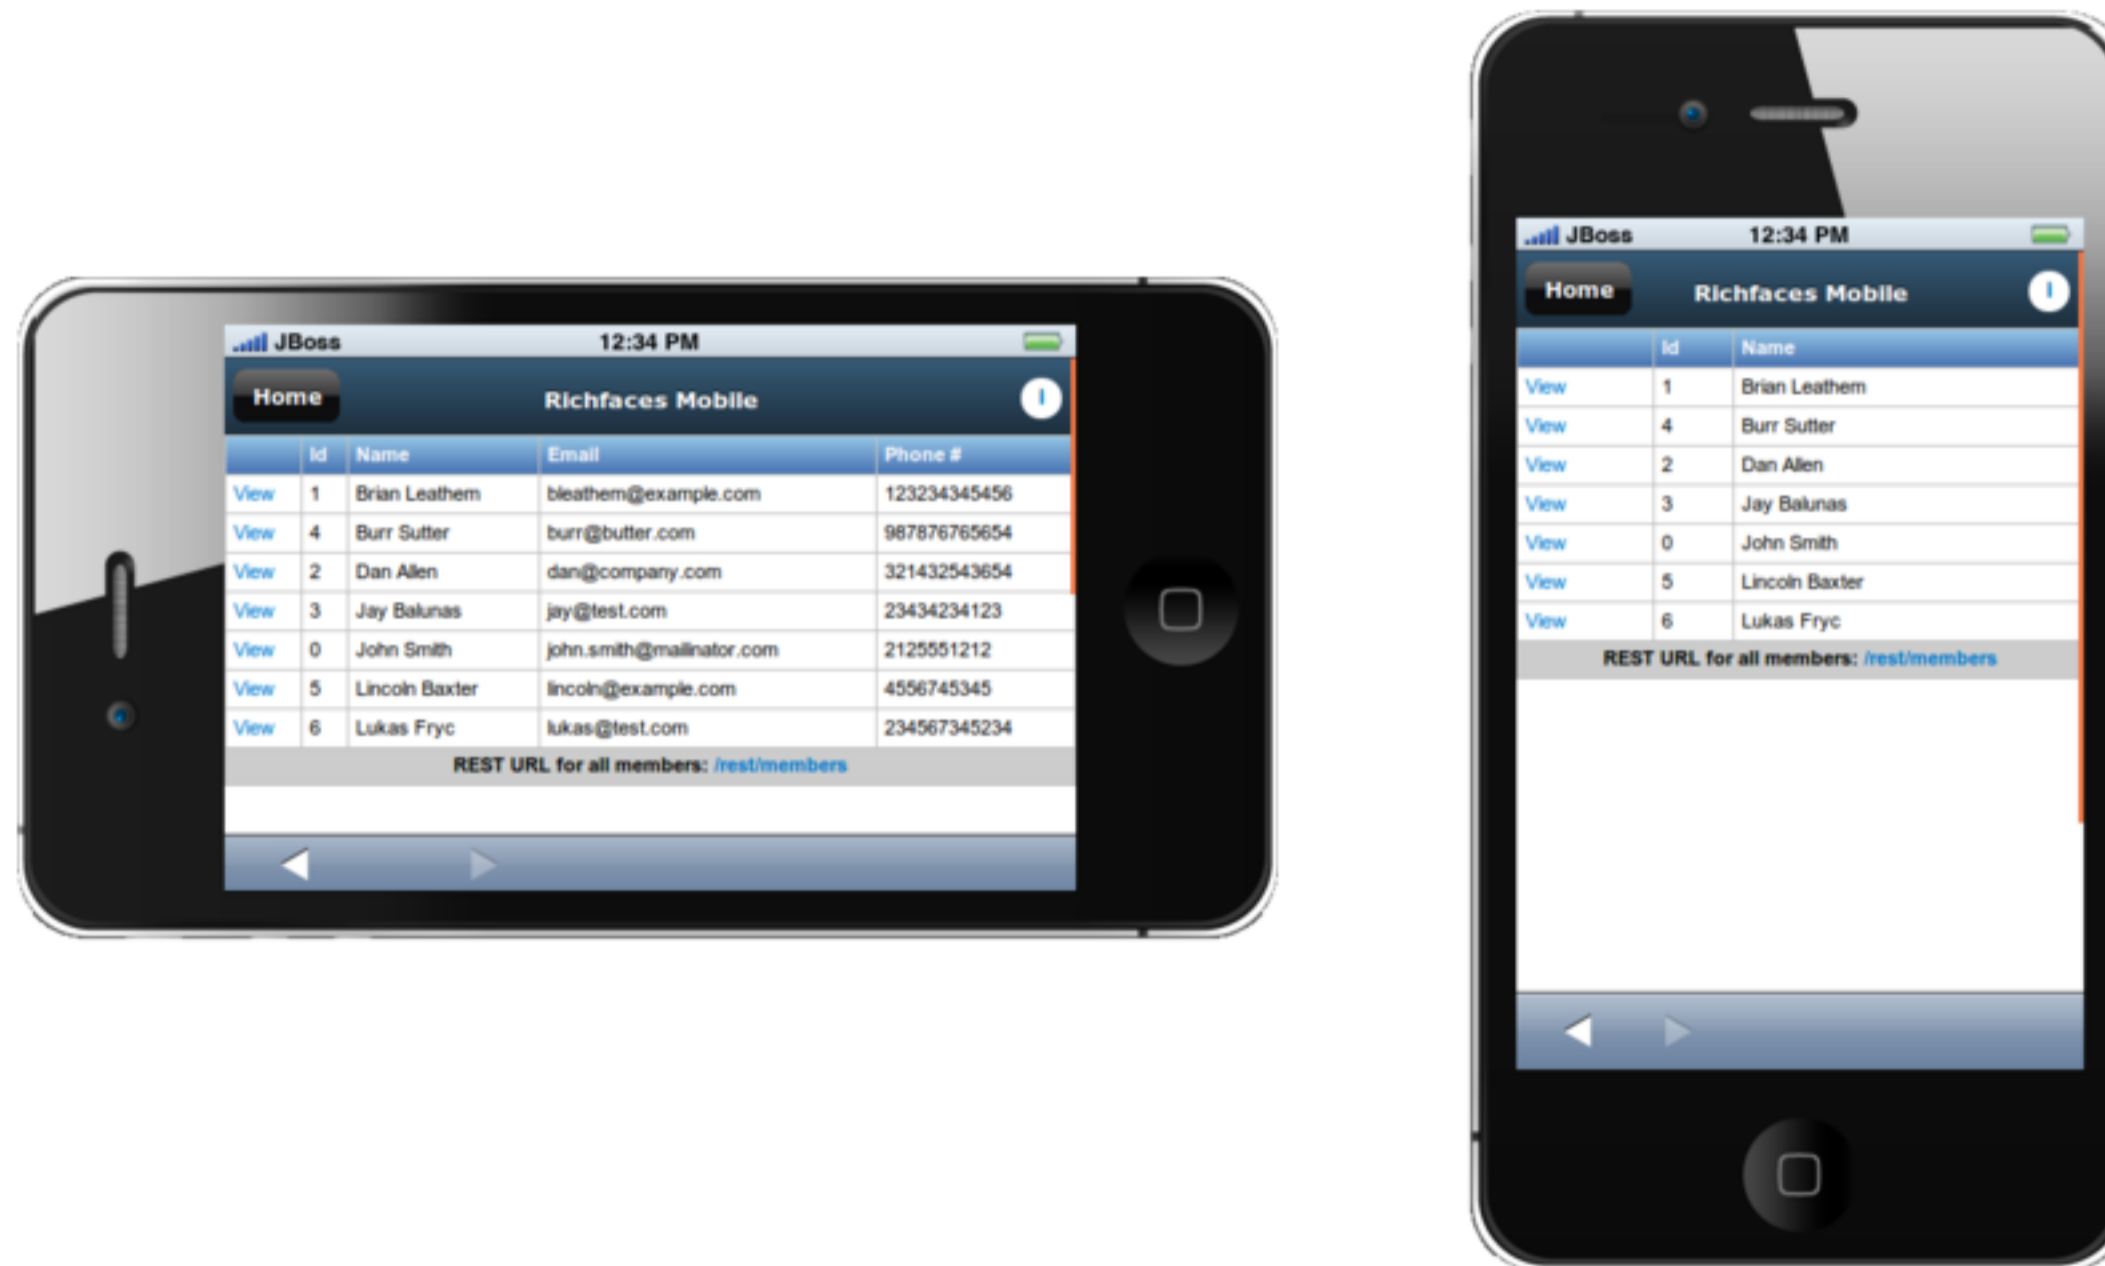 JBoss 12:34 PM
Home Richfaces Mobile I
Id Name Email Phone #
View 1 Brian Leathem bleathem@example.com 123234345456
View 4 Burr Sutter burr@butter.com 987876765654
View 2 Dan Allen dan@company.com 321432543654
View 3 Jay Balunas jay@test.com 23434234123
View 0 John Smith john.smith@mailinator.com 2125551212
View 5 Lincoln Baxter lincoln@example.com 4556745345
View 6 Lukas Fryc lukas@test.com 234567345234
REST URL for all members: /rest/members
JBoss 12:34 PM
Home Richfaces Mobile I
Id Name
View 1 Brian Leathem
View 4 Burr Sutter
View 2 Dan Allen
View 3 Jay Balunas
View 0 John Smith
View 5 Lincoln Baxter
View 6 Lukas Fryc
REST URL for all members: /rest/members